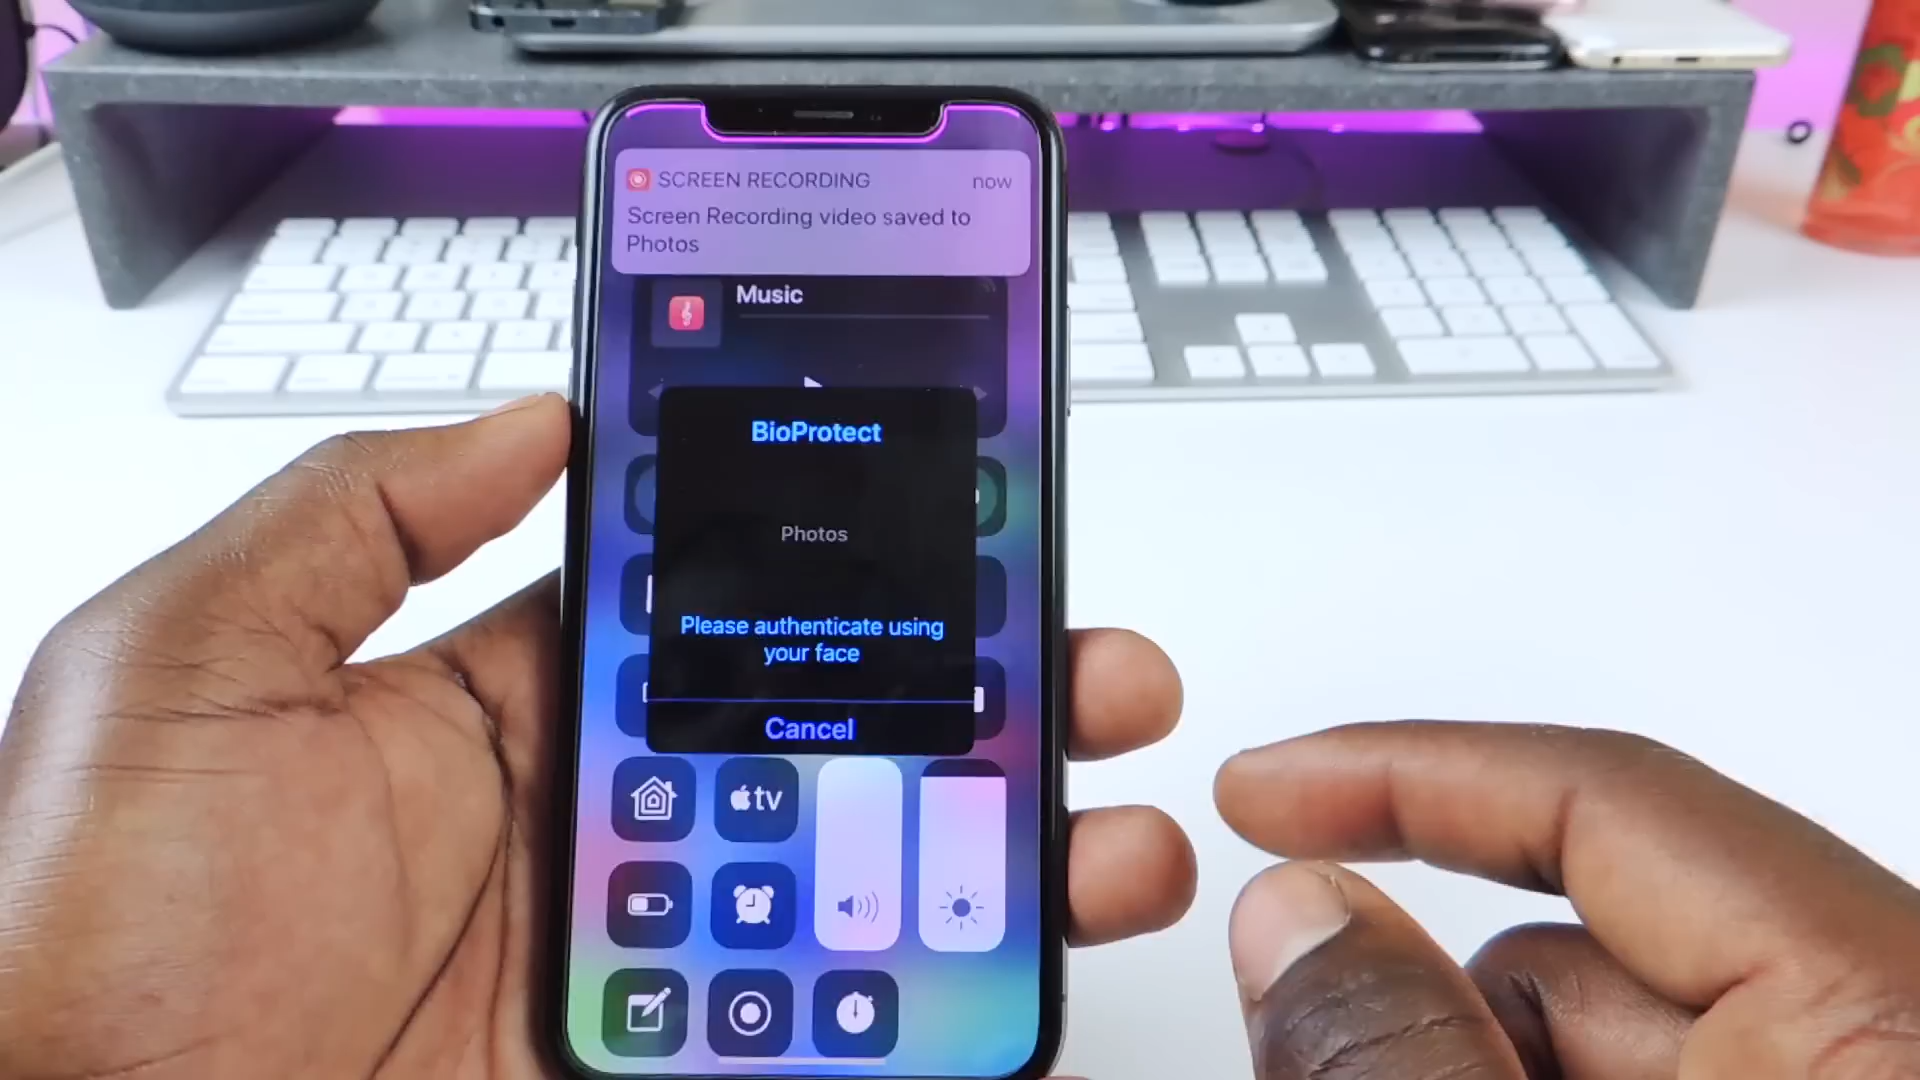 SCREEN RECORDING now
Screen Recording video saved to
Photos
Music
BioProtect
Photos
Please authenticate using
your face
Cancel
tv